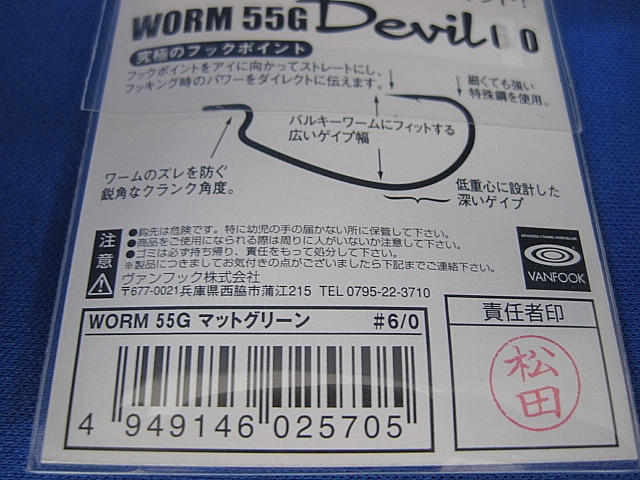 WORM 55G Devil 6/0
究極のフックポイント
フックポイントをアイに向かってストレートにし、
フッキング時のパワーをダイレクトに伝えます。
細くても強い
特殊鋼を使用。
バルキーワームにフィットする
広いゲイプ幅
ワームのズレを防ぐ
鋭角なクランク角度。
低重心に設計した
深いゲイプ
注意
●鈎先は危険です。特に幼児の手の届かない所に保管して下さい。
●商品をご使用になられる際は周りに人がいないか注意して下さい。
●ゴミは必ず持ち帰り、責任をもって処分して下さい。
※製品につきましてお気付きの点がございましたら下記までご連絡下さい。
ヴァンフック株式会社
〒677-0021兵庫県西脇市蒲江215 TEL 0795-22-3710
VANFOOK
WORM 55G マットグリーン #6/0
4 949146 025705
責任者印
松田